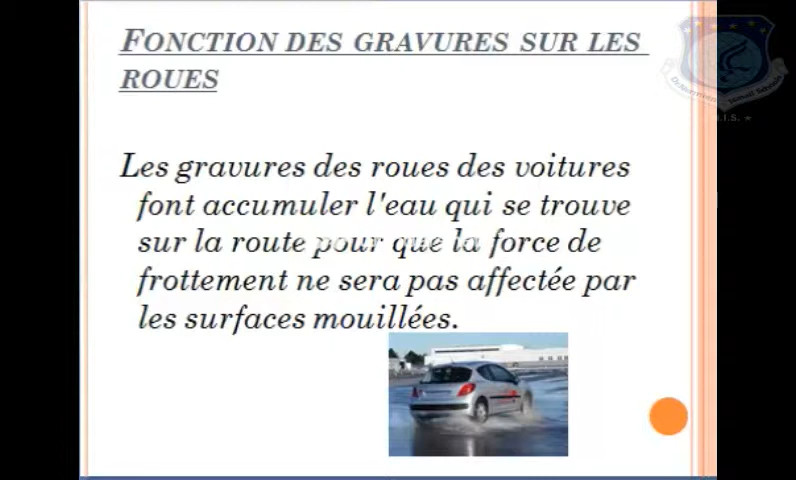 FONCTION DES GRAVURES SUR LES
ROUES
Les gravures des roues des voitures
font accumuler l'eau qui se trouve
sur la route pour que la force de
frottement ne sera pas affectée par
les surfaces mouillées.